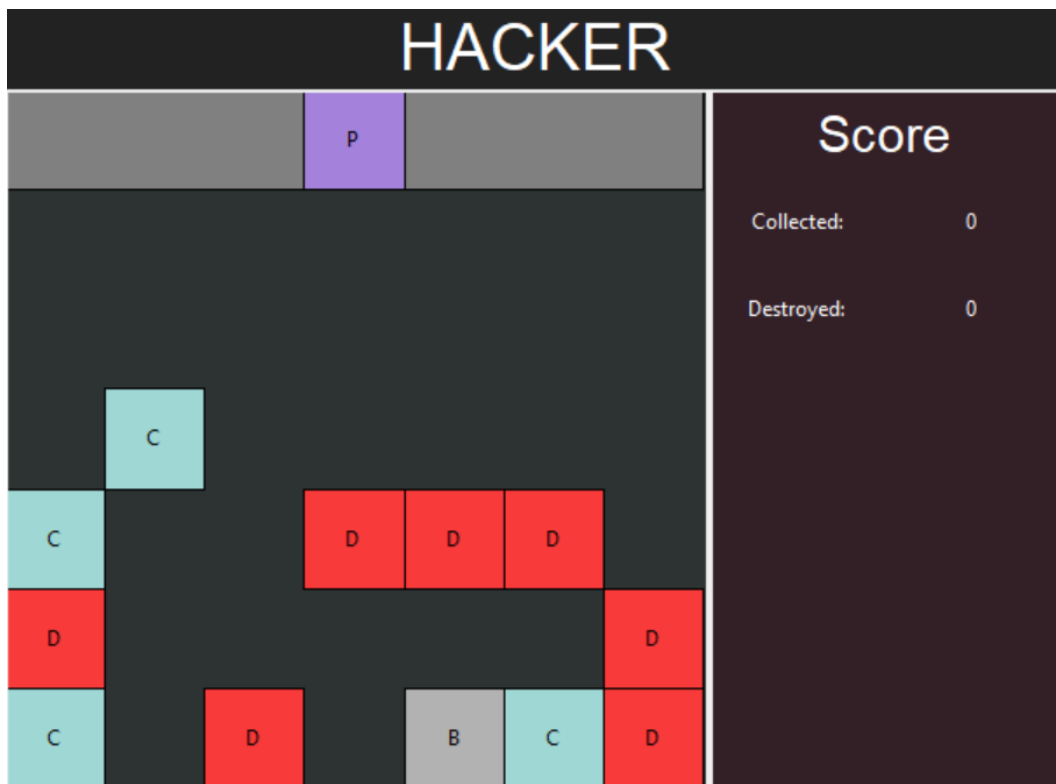 HACKER
P
Score
Collected: 0
Destroyed: 0
C
C D D D
D D
C D B C D